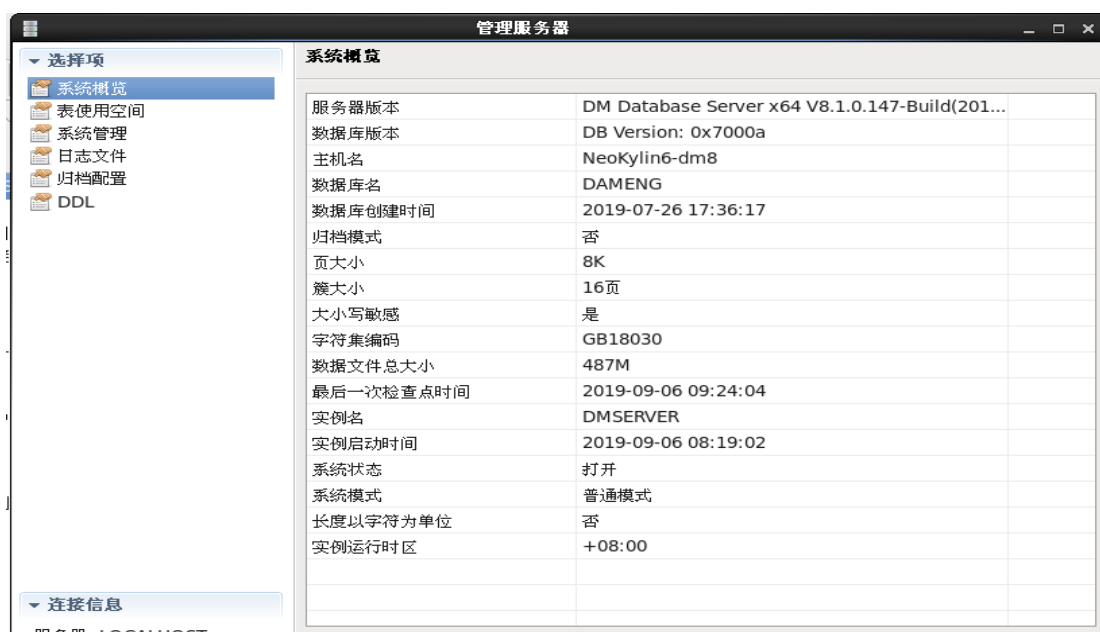 管理服务器
选择项
系统概览
表使用空间
系统管理
日志文件
归档配置
DDL
连接信息
系统概览
服务器版本 DM Database Server x64 V8.1.0.147-Build(201...
数据库版本 DB Version: 0x7000a
主机名 NeoKylin6-dm8
数据库名 DAMENG
数据库创建时间 2019-07-26 17:36:17
归档模式 否
页大小 8K
簇大小 16页
大小写敏感 是
字符集编码 GB18030
数据文件总大小 487M
最后一次检查点时间 2019-09-06 09:24:04
实例名 DMSERVER
实例启动时间 2019-09-06 08:19:02
系统状态 打开
系统模式 普通模式
长度以字符为单位 否
实例运行时区 +08:00